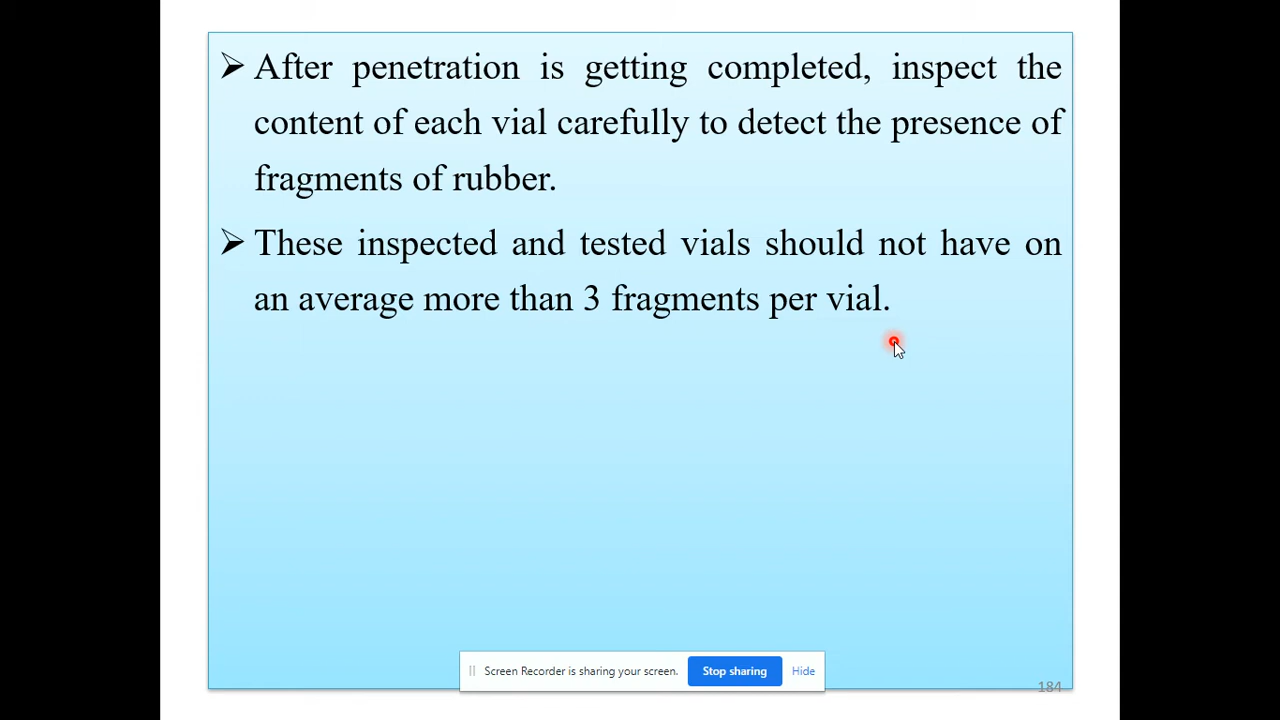 ➢ After penetration is getting completed, inspect the
content of each vial carefully to detect the presence of
fragments of rubber.
➢ These inspected and tested vials should not have on
an average more than 3 fragments per vial.
Screen Recorder is sharing your screen. Stop sharing Hide
184